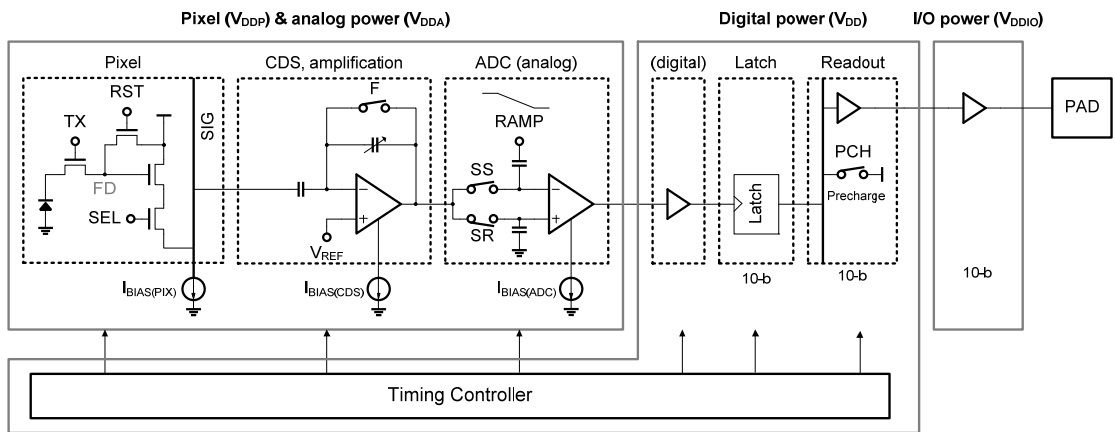 Pixel (VDDP) & analog power (VDDA)
Digital power (VDD)
I/O power (VDDIO)
Pixel
CDS, amplification
ADC (analog)
(digital)
Latch
Readout
RST
TX
FD
SEL
SIG
F
VREF
RAMP
SS
SR
Latch
PCH
Precharge
PAD
IBIAS(PIX)
IBIAS(CDS)
IBIAS(ADC)
10-b
10-b
10-b
Timing Controller